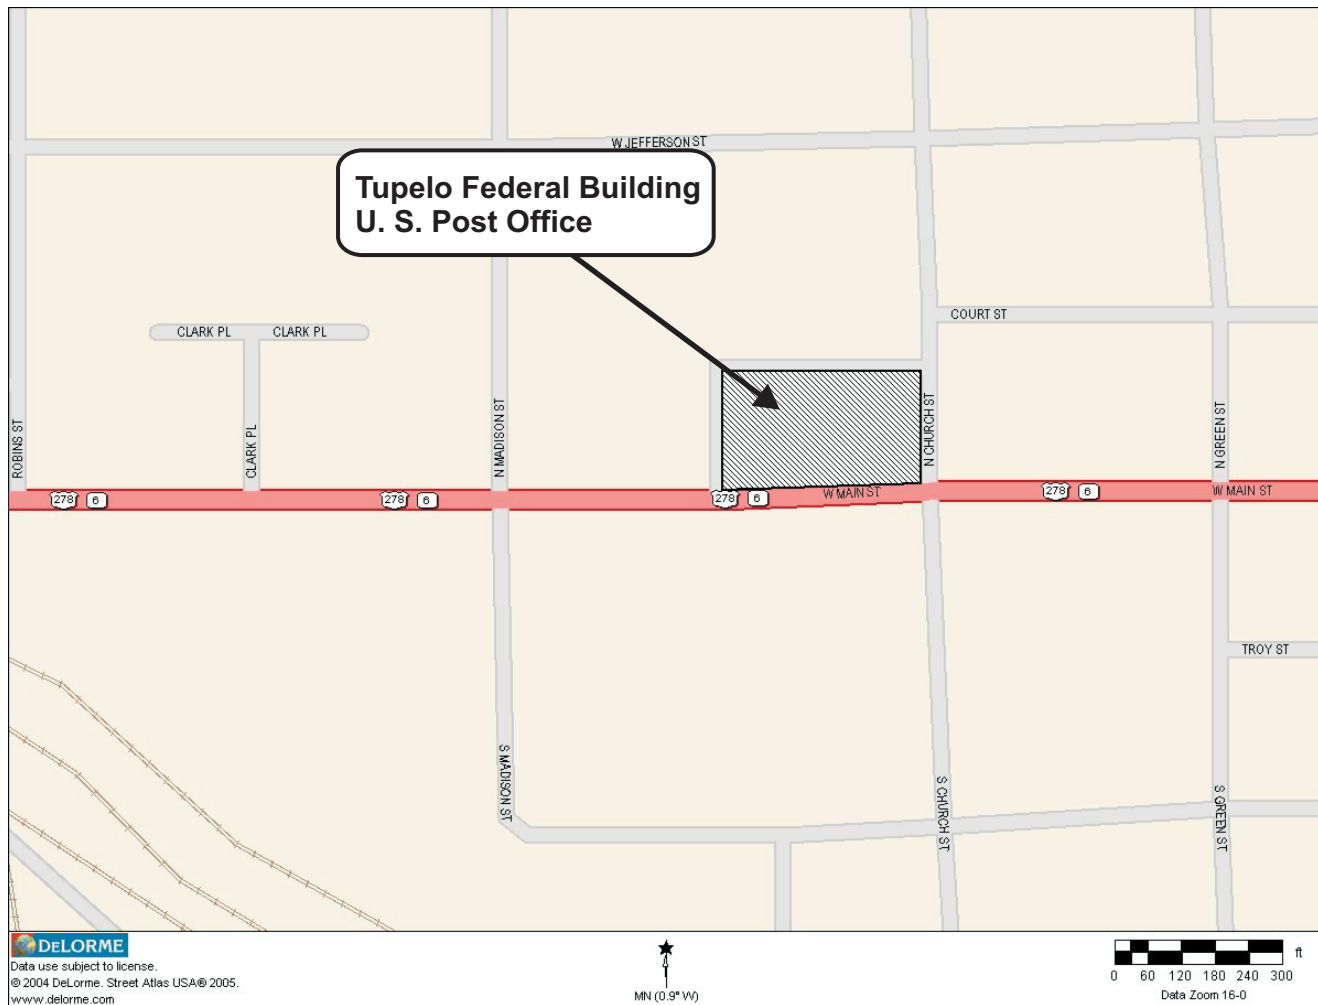 W JEFFERSON ST
Tupelo Federal Building
U. S. Post Office
COURT ST
CLARK PL
CLARK PL
ROBINS ST
CLARK PL
N MADISON ST
N CHURCH ST
N GREEN ST
278 6
278 6
278 6
W MAIN ST
278 6
W MAIN ST
TROY ST
S MADISON ST
S CHURCH ST
S GREEN ST
DELORME
Data use subject to license.
© 2004 DeLorme. Street Atlas USA® 2005.
www.delorme.com
MN (0.9° W)
ft
0 60 120 180 240 300
Data Zoom 16-0